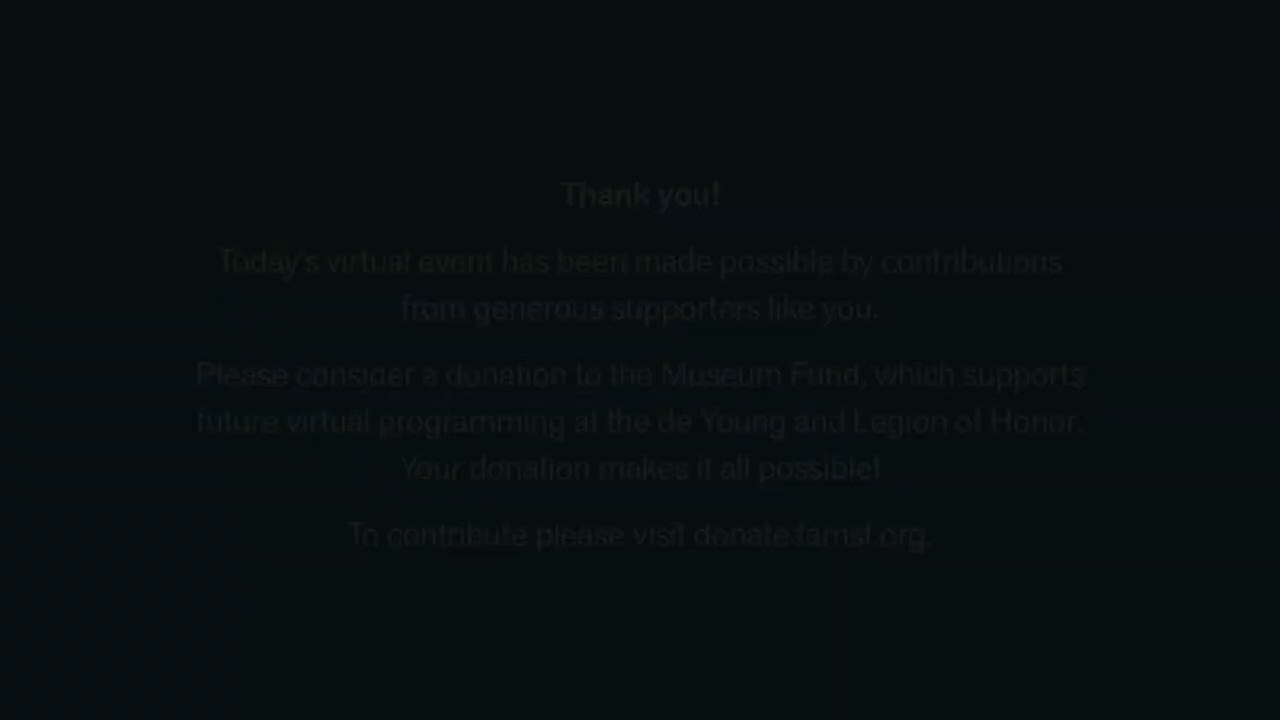 Thank you!
Today's virtual event has been made possible by contributions
from generous supporters like you.
Please consider a donation to the Museum Fund, which supports
future virtual programming at the de Young and Legion of Honor.
Your donation makes it all possible!
To contribute please visit donate.famsf.org.